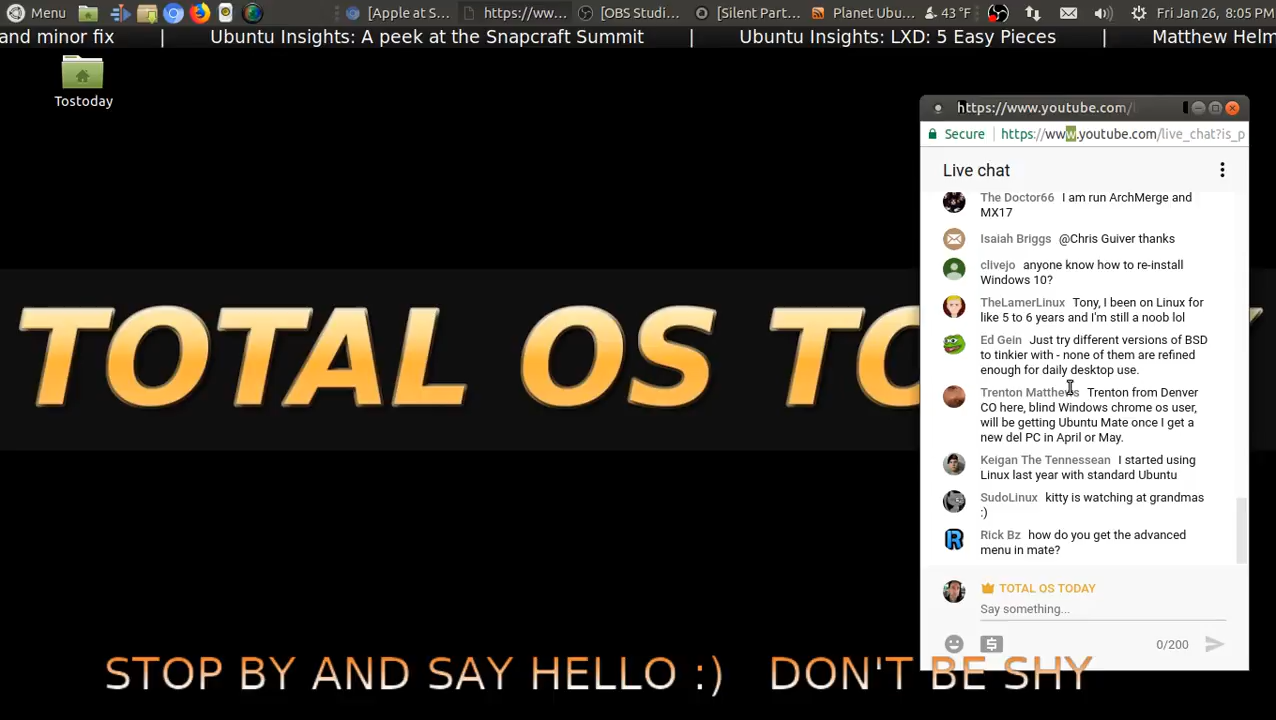 Menu [Apple at S... https://ww... [OBS Studi... [Silent Part... Planet Ubu... 43 °F Fri Jan 26, 8:05 PM
and minor fix | Ubuntu Insights: A peek at the Snapcraft Summit | Ubuntu Insights: LXD: 5 Easy Pieces | Matthew Helm
Tostoday
https://www.youtube.com/
Secure | https://www.youtube.com/live_chat?is_p
Live chat
The Doctor66 I am run ArchMerge and
MX17
Isaiah Briggs @Chris Guiver thanks
clivejo anyone know how to re-install
Windows 10?
TheLamerLinux Tony, I been on Linux for
like 5 to 6 years and I'm still a noob lol
Ed Gein Just try different versions of BSD
to tinkier with - none of them are refined
enough for daily desktop use.
Trenton Matthews Trenton from Denver
CO here, blind Windows chrome os user,
will be getting Ubuntu Mate once I get a
new del PC in April or May.
Keigan The Tennessean I started using
Linux last year with standard Ubuntu
SudoLinux kitty is watching at grandmas
:)
Rick Bz how do you get the advanced
menu in mate?
TOTAL OS TODAY
Say something...
0/200
TOTAL OS TO
STOP BY AND SAY HELLO :) DON'T BE SHY